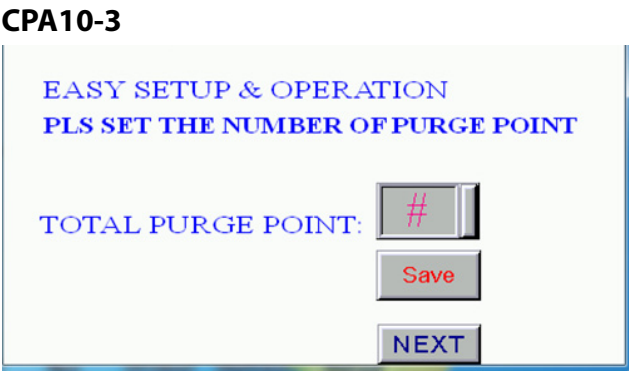 CPA10-3
EASY SETUP & OPERATION
PLS SET THE NUMBER OF PURGE POINT
TOTAL PURGE POINT: #
Save
NEXT